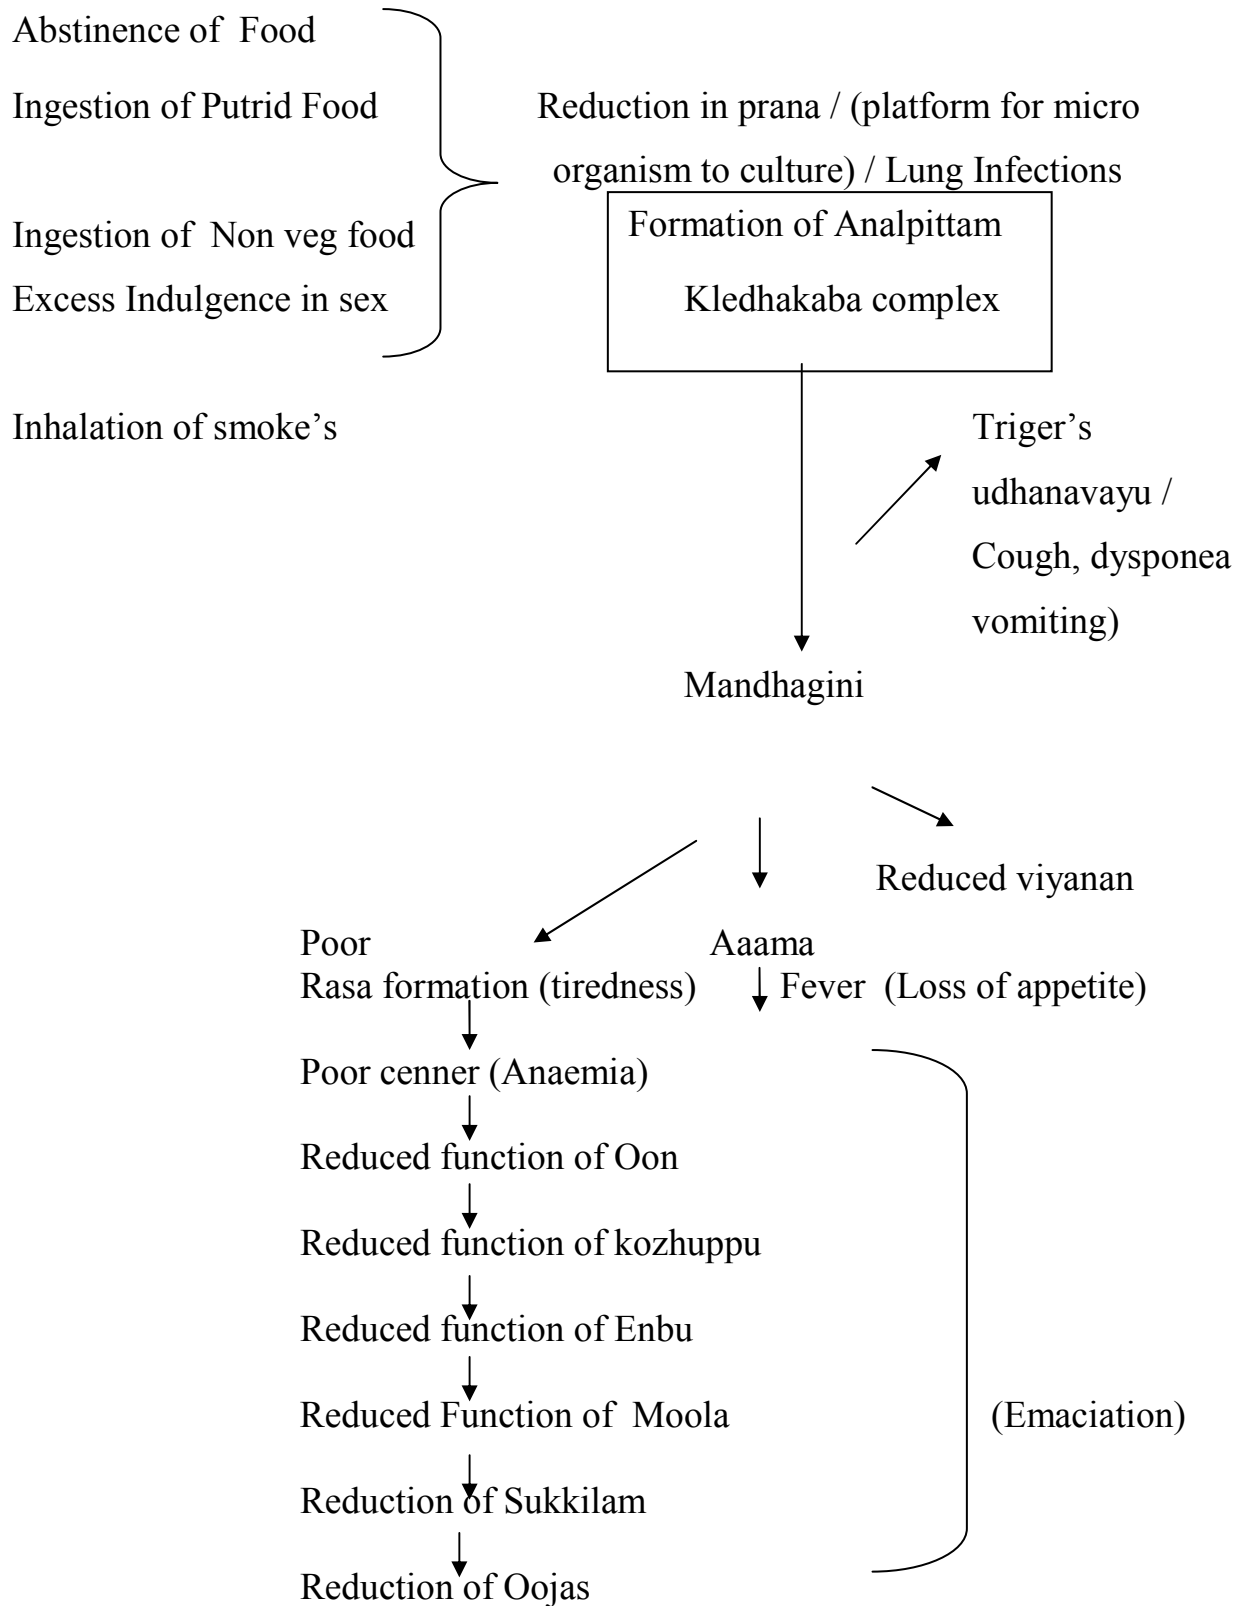 Abstinence of Food
Ingestion of Putrid Food
Ingestion of Non veg food
Excess Indulgence in sex
Inhalation of smoke’s
Reduction in prana / (platform for micro
organism to culture) / Lung Infections
Formation of Analpittam
Kledhakaba complex
Triger’s
udhanavayu /
Cough, dysponea
vomiting)
Mandhagini
Reduced viyanan
Poor
Rasa formation (tiredness)
Aaama
Fever (Loss of appetite)
Poor cenner (Anaemia)
Reduced function of Oon
Reduced function of kozhuppu
Reduced function of Enbu
Reduced Function of Moola
(Emaciation)
Reduction of Sukkilam
Reduction of Oojas